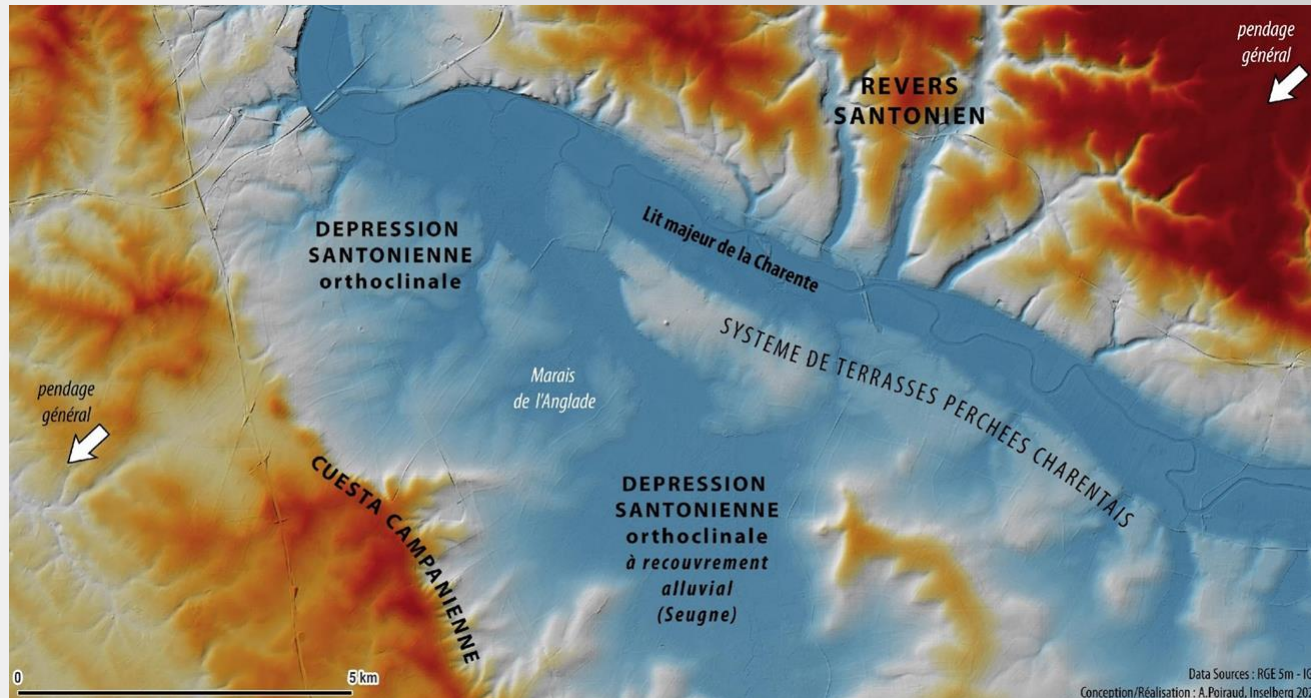 pendage
général
REVERS
SANTONIEN
Lit majeur de la Charente
DEPRESSION
SANTONIENNE
orthoclinale
SYSTEME DE TERRASSES PERCHÉES CHARENTAIS
Marais
de l'Anglade
pendage
général
CUESTA CAMPANIENNE
DEPRESSION
SANTONIENNE
orthoclinale
à recouvrement
alluvial
(Seugne)
0
5 km
Data Sources : RGE 5m -
Conception/Réalisation : A.Poiraud, Inselberg